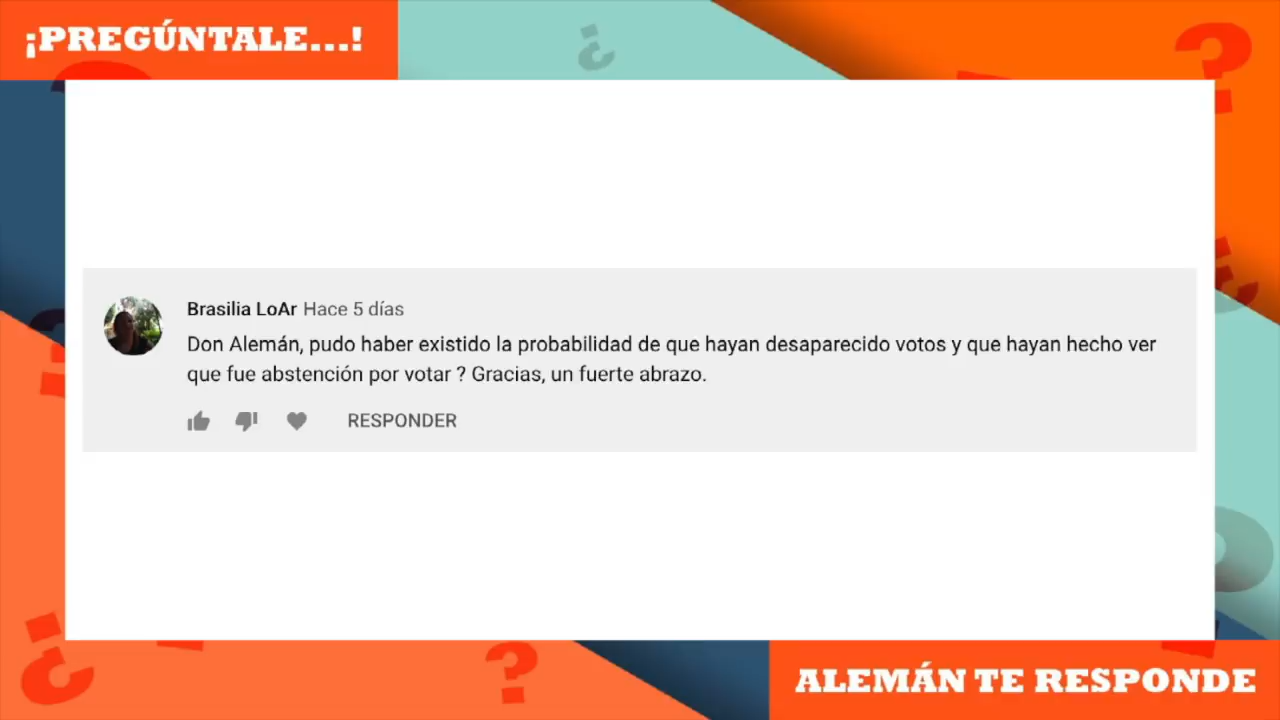 ¡PREGÚNTALE...!
Brasilia LoAr Hace 5 días
Don Alemán, pudo haber existido la probabilidad de que hayan desaparecido votos y que hayan hecho ver
que fue abstención por votar ? Gracias, un fuerte abrazo.
RESPONDER
ALEMÁN TE RESPONDE